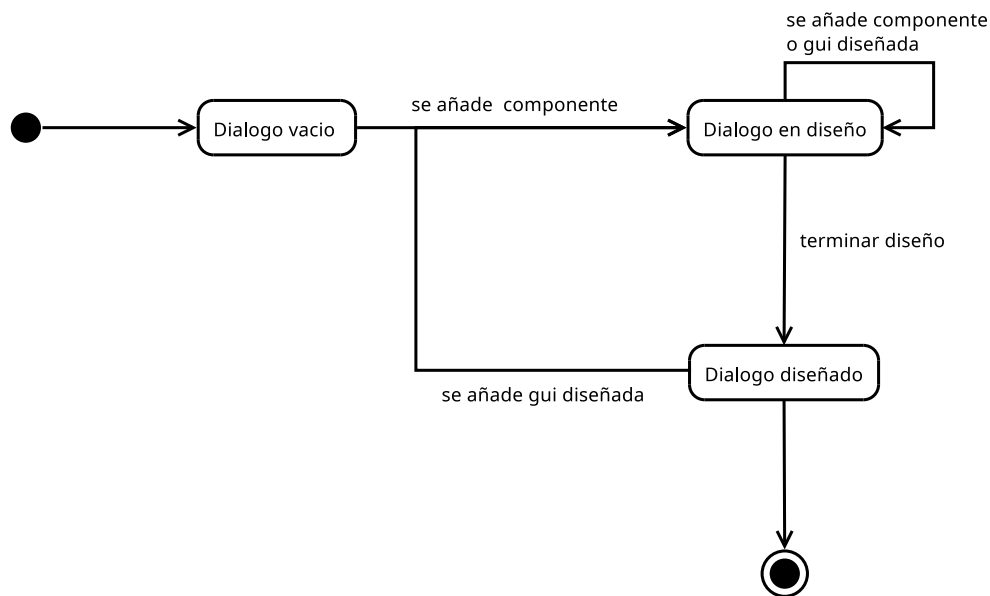 se añade componente
o gui diseñada
se añade  componente
Dialogo vacio
Dialogo en diseño
terminar diseño
Dialogo diseñado
se añade gui diseñada